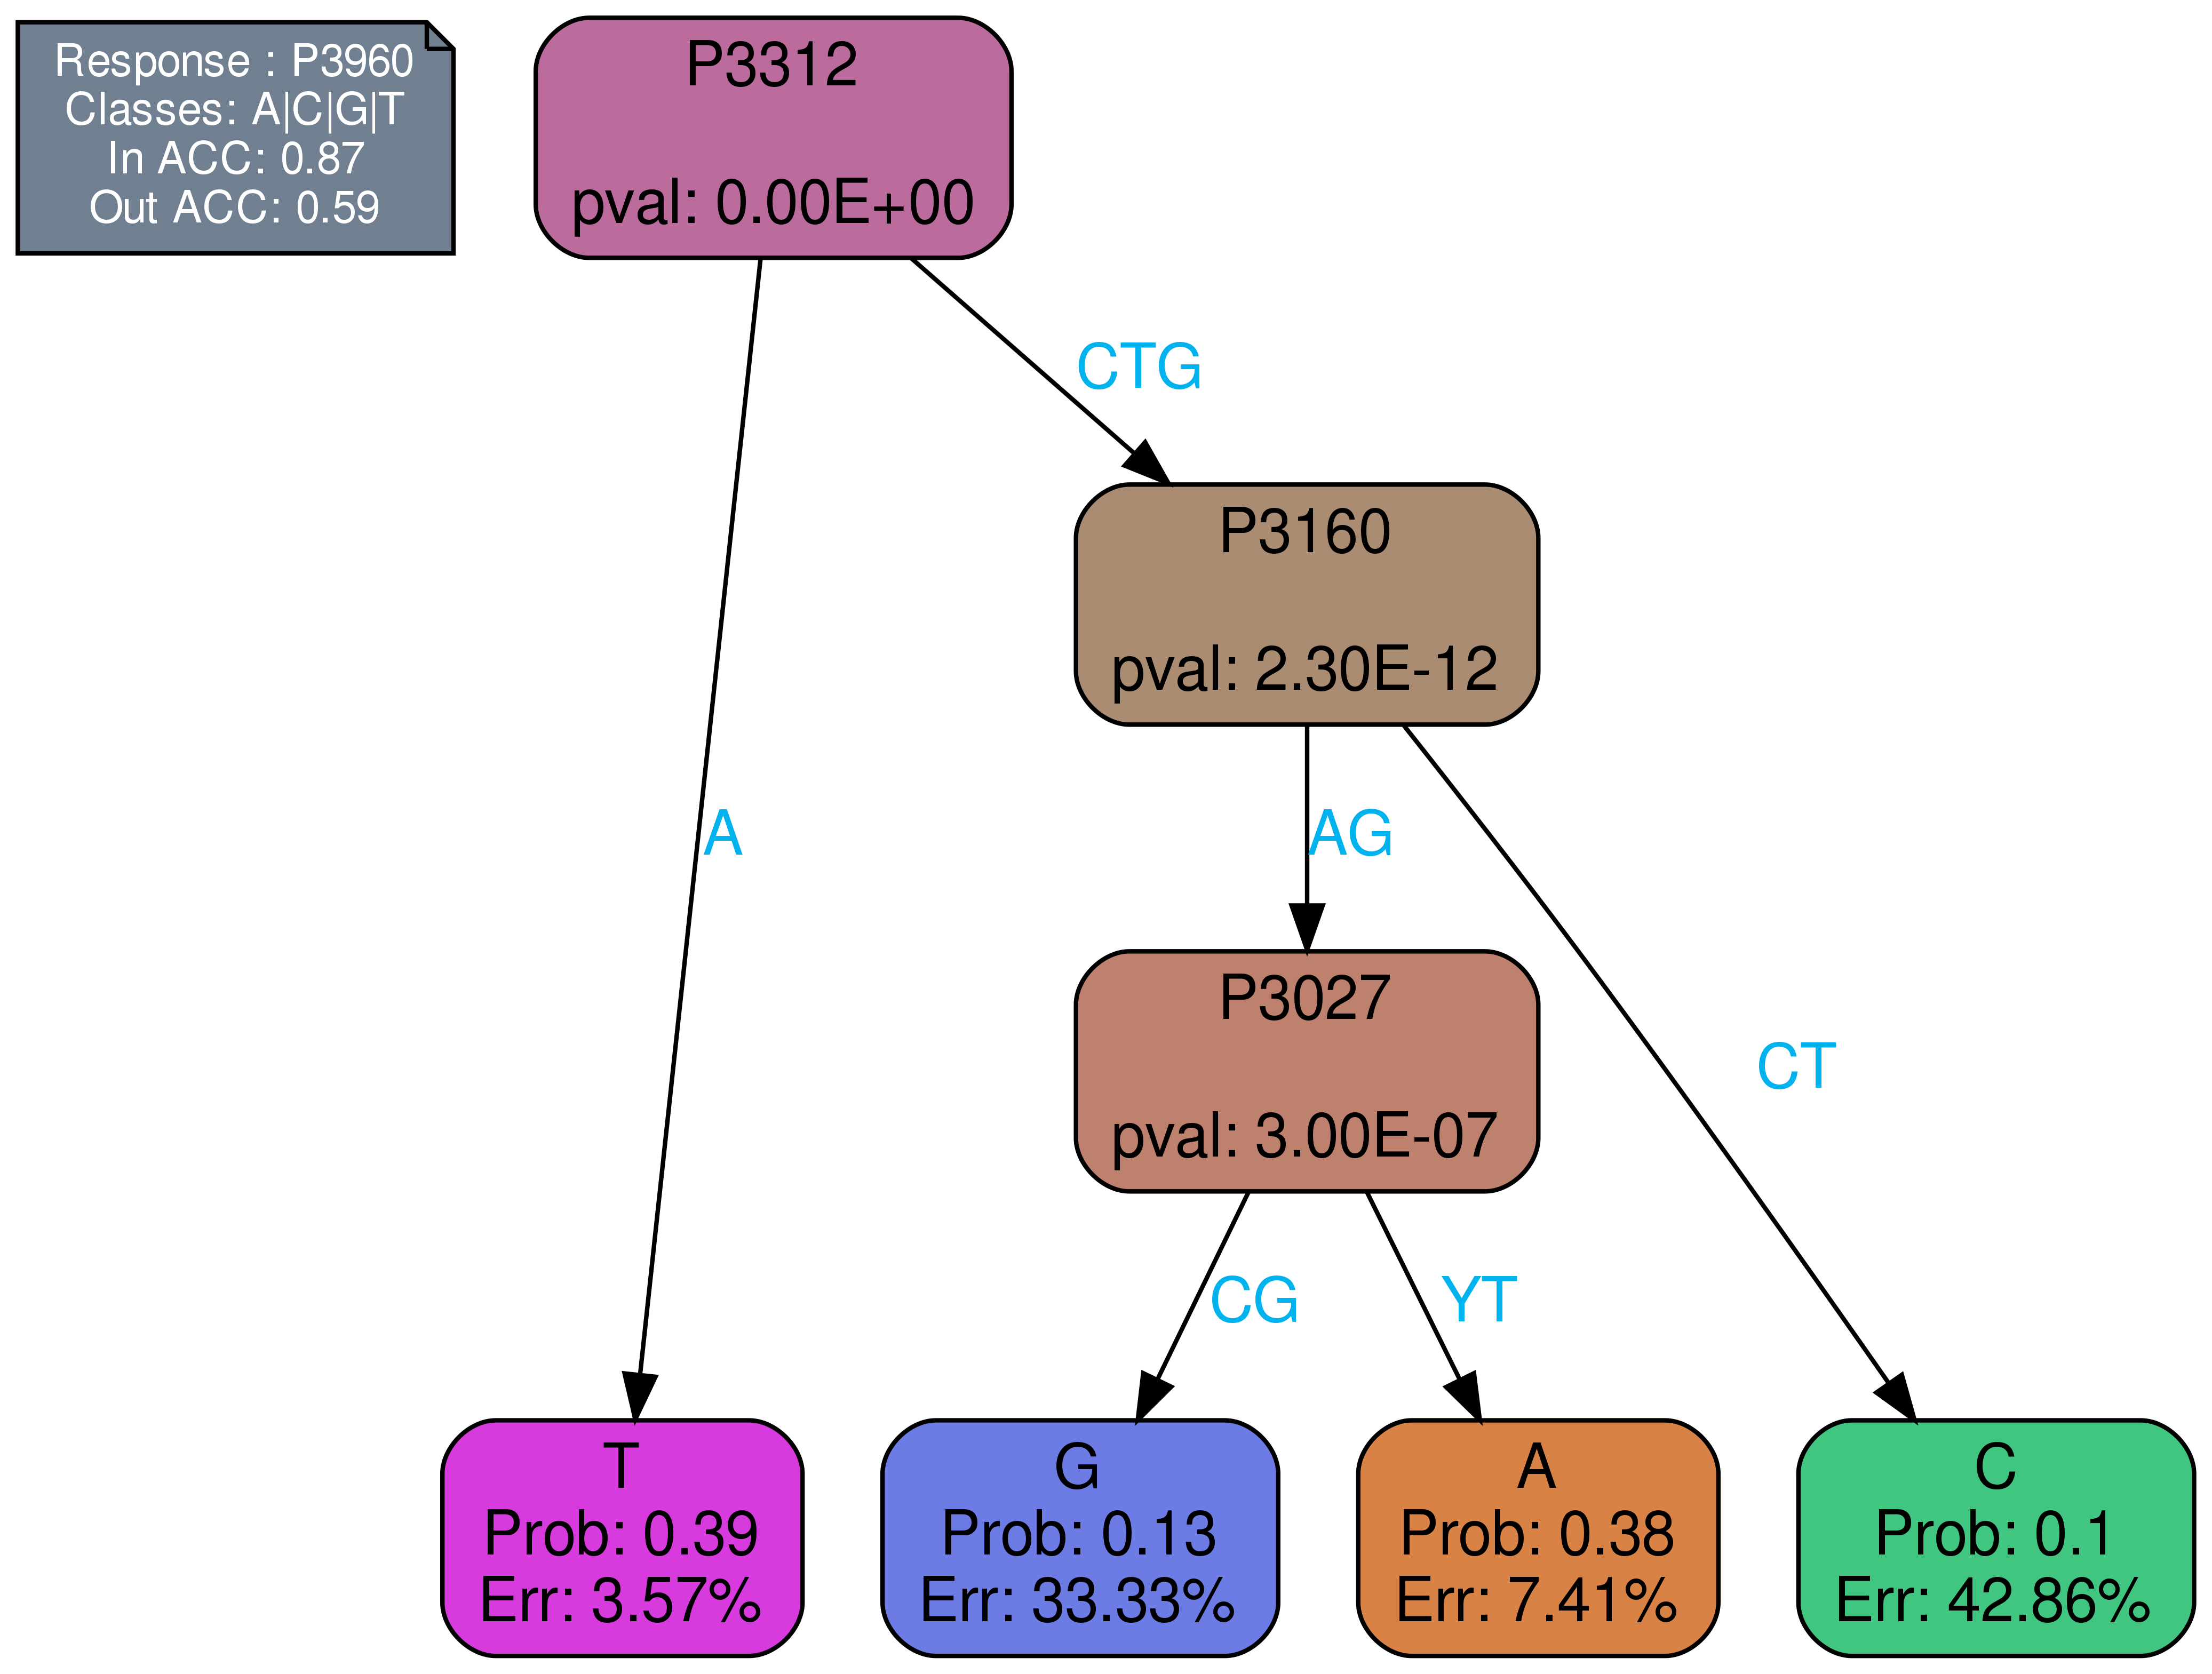 Response : P3960
Classes: A|C|G|T
In ACC: 0.87
Out ACC: 0.59
P3312
pval: 0.00E+00
CTG
P3160
pval: 2.30E-12
A
AG
P3027
pval: 3.00E-07
CT
CG
YT
T
Prob: 0.39
Err: 3.57%
G
Prob: 0.13
Err: 33.33%
A
Prob: 0.38
Err: 7.41%
C
Prob: 0.1
Err: 42.86%